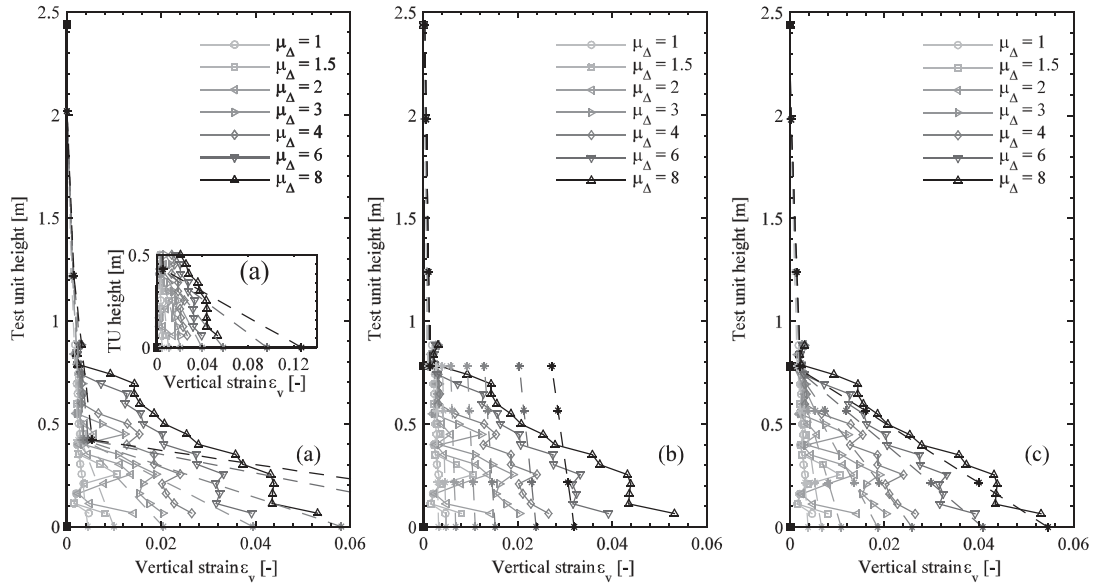 2.5
2
1.5
1
0.5
0
Test unit height [m]
μΔ = 1
μΔ = 1.5
μΔ = 2
μΔ = 3
μΔ = 4
μΔ = 6
μΔ = 8
0.5
0
TU height [m]
(a)
0 0.04 0.08 0.12
Vertical strain εv [-]
(a)
0 0.02 0.04 0.06
Vertical strain εv [-]
2.5
2
1.5
1
0.5
0
Test unit height [m]
μΔ = 1
μΔ = 1.5
μΔ = 2
μΔ = 3
μΔ = 4
μΔ = 6
μΔ = 8
(b)
0 0.02 0.04 0.06
Vertical strain εv [-]
2.5
2
1.5
1
0.5
0
Test unit height [m]
μΔ = 1
μΔ = 1.5
μΔ = 2
μΔ = 3
μΔ = 4
μΔ = 6
μΔ = 8
(c)
0 0.02 0.04 0.06
Vertical strain εv [-]